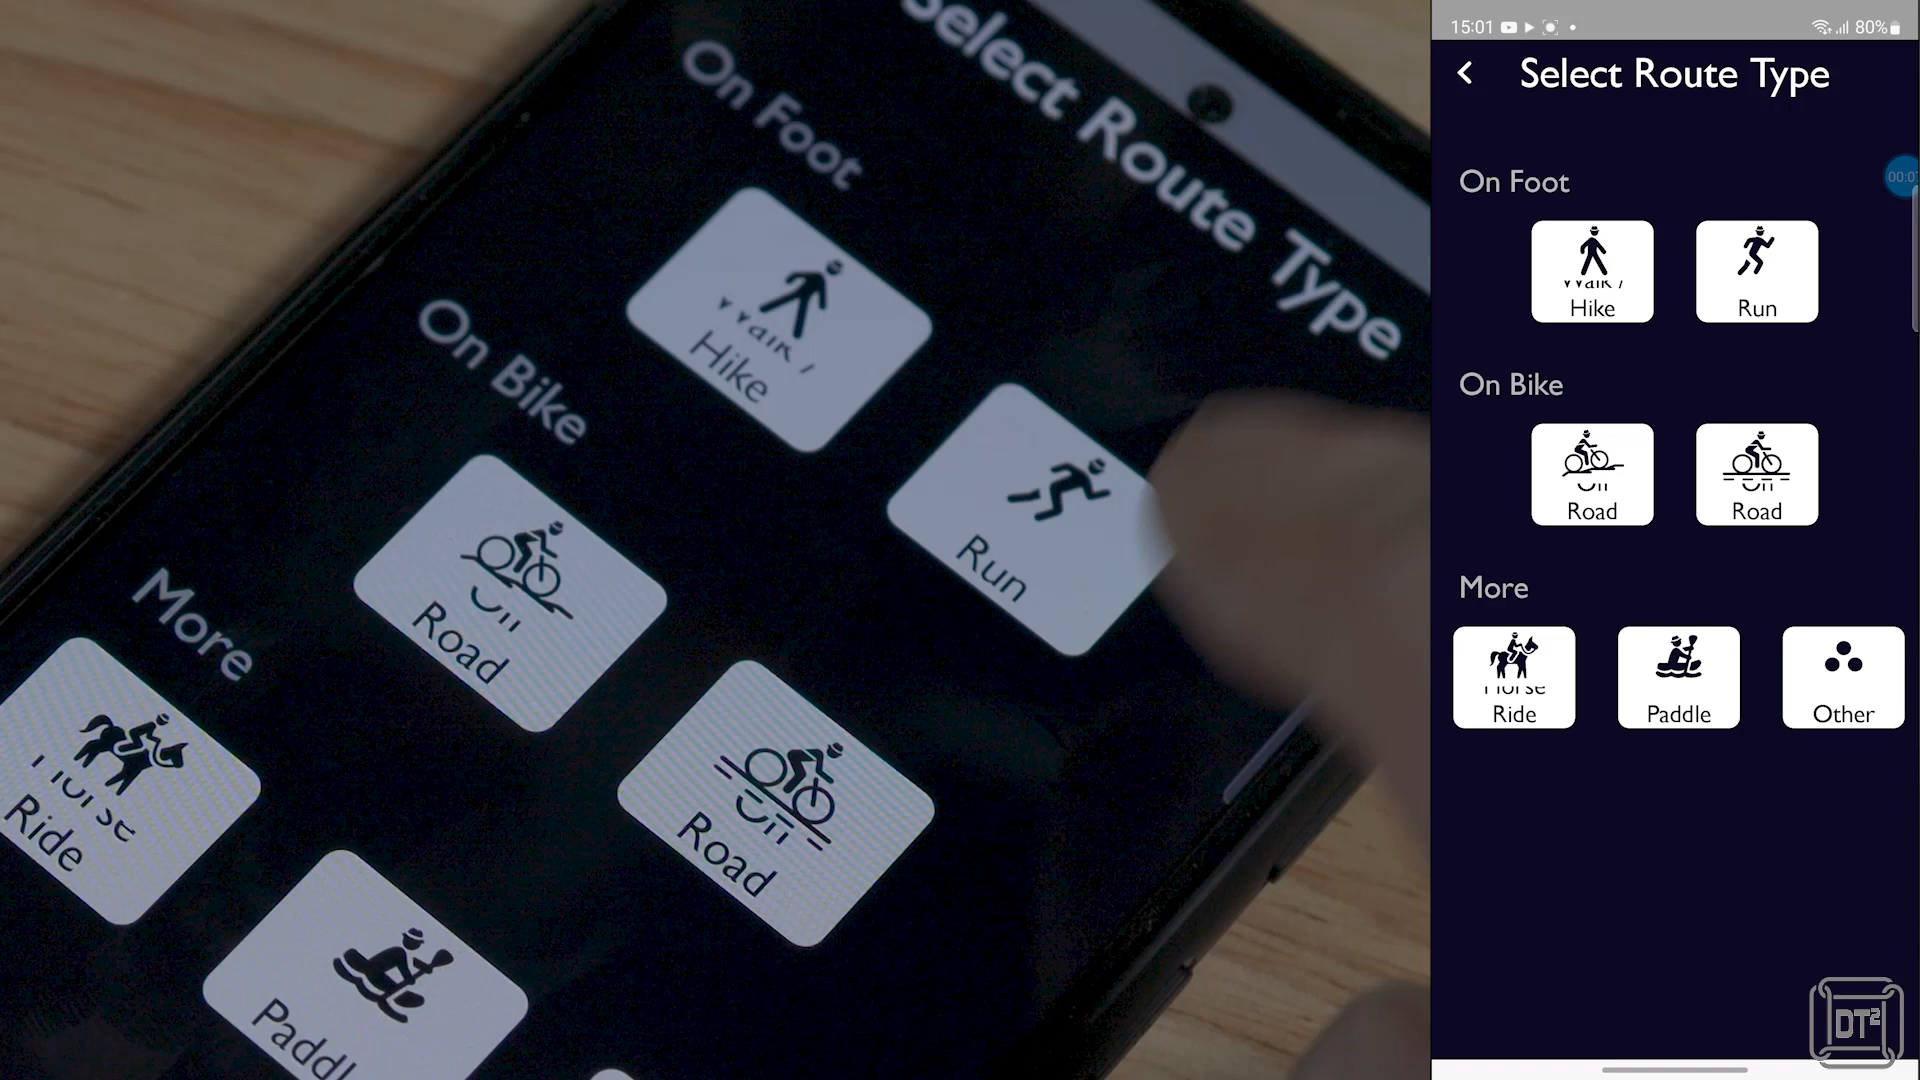 Select Route Type
On Foot
Hike
Run
On Bike
Road
Road
More
Ride
15:01
80%
Select Route Type
On Foot
Hike
Run
On Bike
Road
Road
More
Ride
Paddle
Other
DT2